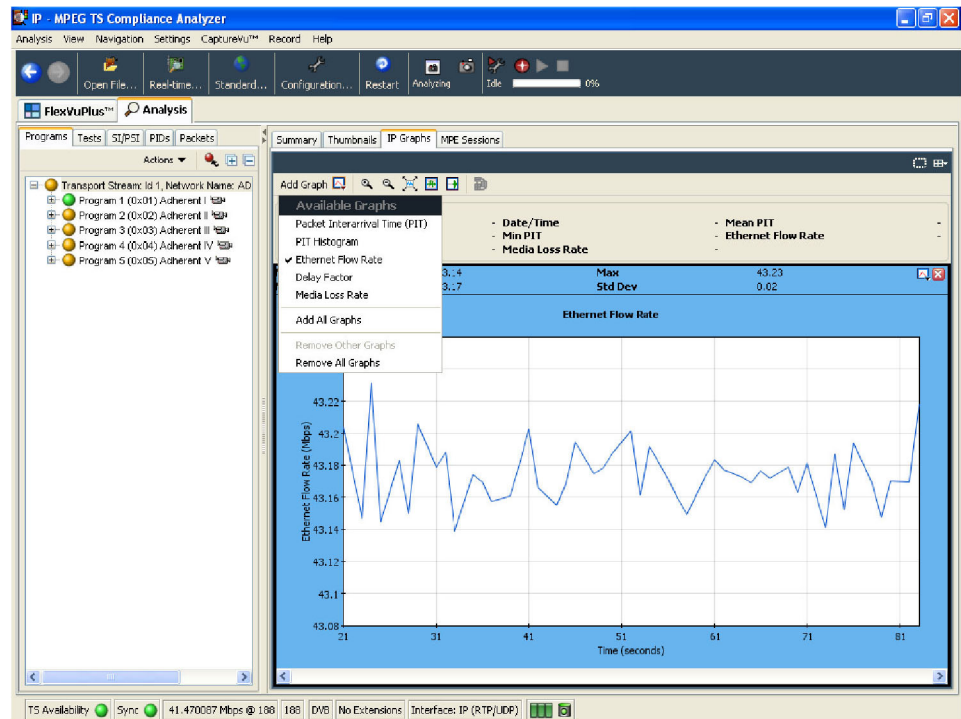 IP - MPEG TS Compliance Analyzer
Analysis View Navigation Settings CaptureVu™ Record Help
Open File... Real-time... Standard... Configuration... Restart Analyzing Idle 0%
FlexVuPlus™ Analysis
Programs Tests SI/PSI PIDs Packets
Summary Thumbnails IP Graphs MPE Sessions
Actions
Transport Stream: Id 1, Network Name: AD
Program 1 (0x01) Adherent I
Program 2 (0x02) Adherent II
Program 3 (0x03) Adherent III
Program 4 (0x04) Adherent IV
Program 5 (0x05) Adherent V
Add Graph
Available Graphs
Packet Interarrival Time (PIT)
PIT Histogram
Ethernet Flow Rate
Delay Factor
Media Loss Rate
Add All Graphs
Remove Other Graphs
Remove All Graphs
- Date/Time - Mean PIT -
- Min PIT - Ethernet Flow Rate -
- Media Loss Rate -
3.14 Max 43.23
3.17 Std Dev 0.02
Ethernet Flow Rate
Ethernet Flow Rate (Mbps)
43.22
43.2
43.18
43.16
43.14
43.12
43.1
43.08
21 31 41 51 61 71 81
Time (seconds)
TS Availability Sync 41.470087 Mbps @ 188 188 DVB No Extensions Interface: IP (RTP/UDP)